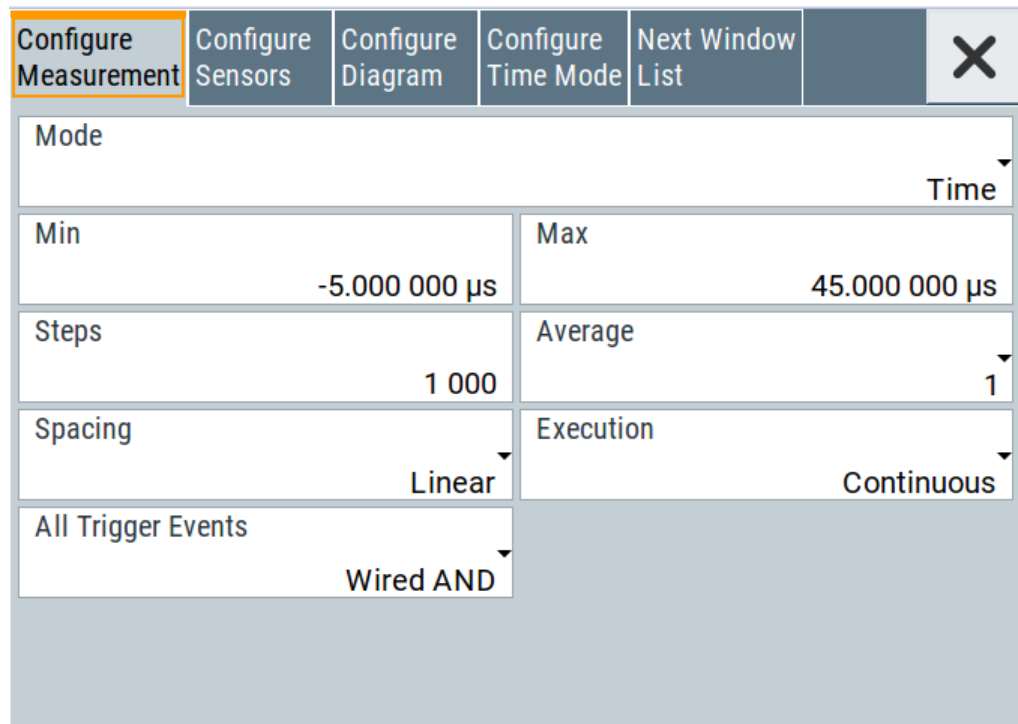 Configure Measurement
Configure Sensors
Configure Diagram
Configure Time Mode
Next Window List
Mode
Time
Min
-5.000 000 µs
Max
45.000 000 µs
Steps
1 000
Average
1
Spacing
Linear
Execution
Continuous
All Trigger Events
Wired AND